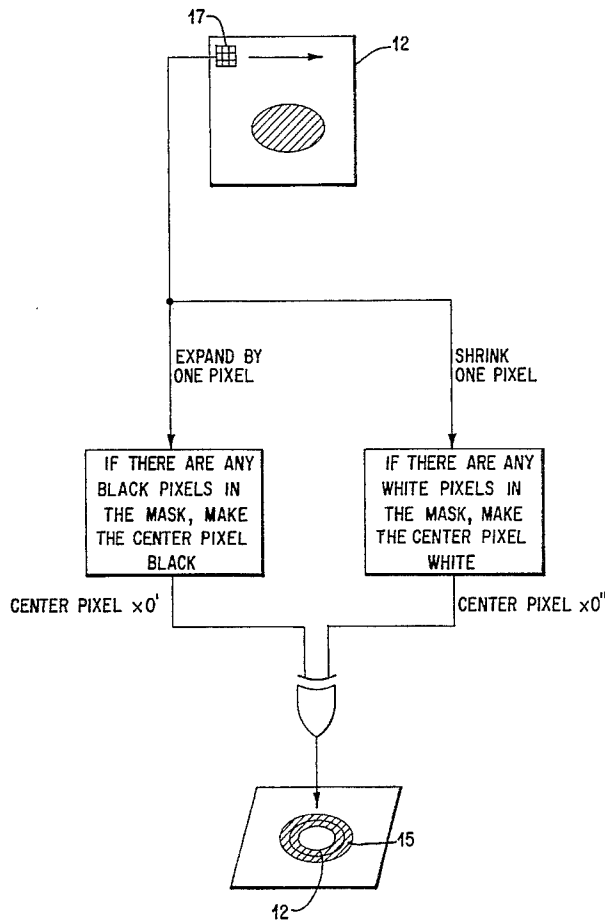 17
12
EXPAND BY
ONE PIXEL
SHRINK
ONE PIXEL
IF THERE ARE ANY
BLACK PIXELS IN
THE MASK, MAKE
THE CENTER PIXEL
BLACK
IF THERE ARE ANY
WHITE PIXELS IN
THE MASK, MAKE
THE CENTER PIXEL
WHITE
CENTER PIXEL x0'
CENTER PIXEL x0"
15
12